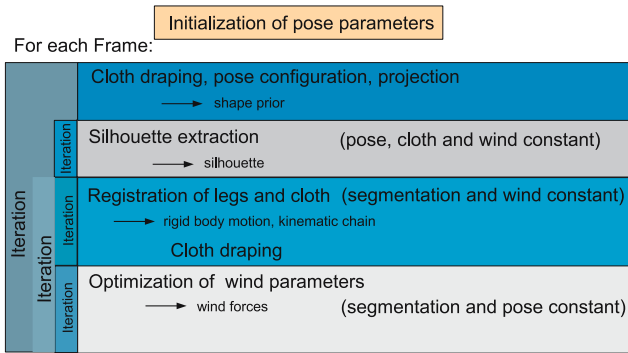 Initialization of pose parameters
For each Frame:
Cloth draping, pose configuration, projection
shape prior
Iteration
Silhouette extraction (pose, cloth and wind constant)
silhouette
Iteration
Iteration
Iteration
Registration of legs and cloth (segmentation and wind constant)
rigid body motion, kinematic chain
Cloth draping
Iteration
Optimization of wind parameters
wind forces (segmentation and pose constant)